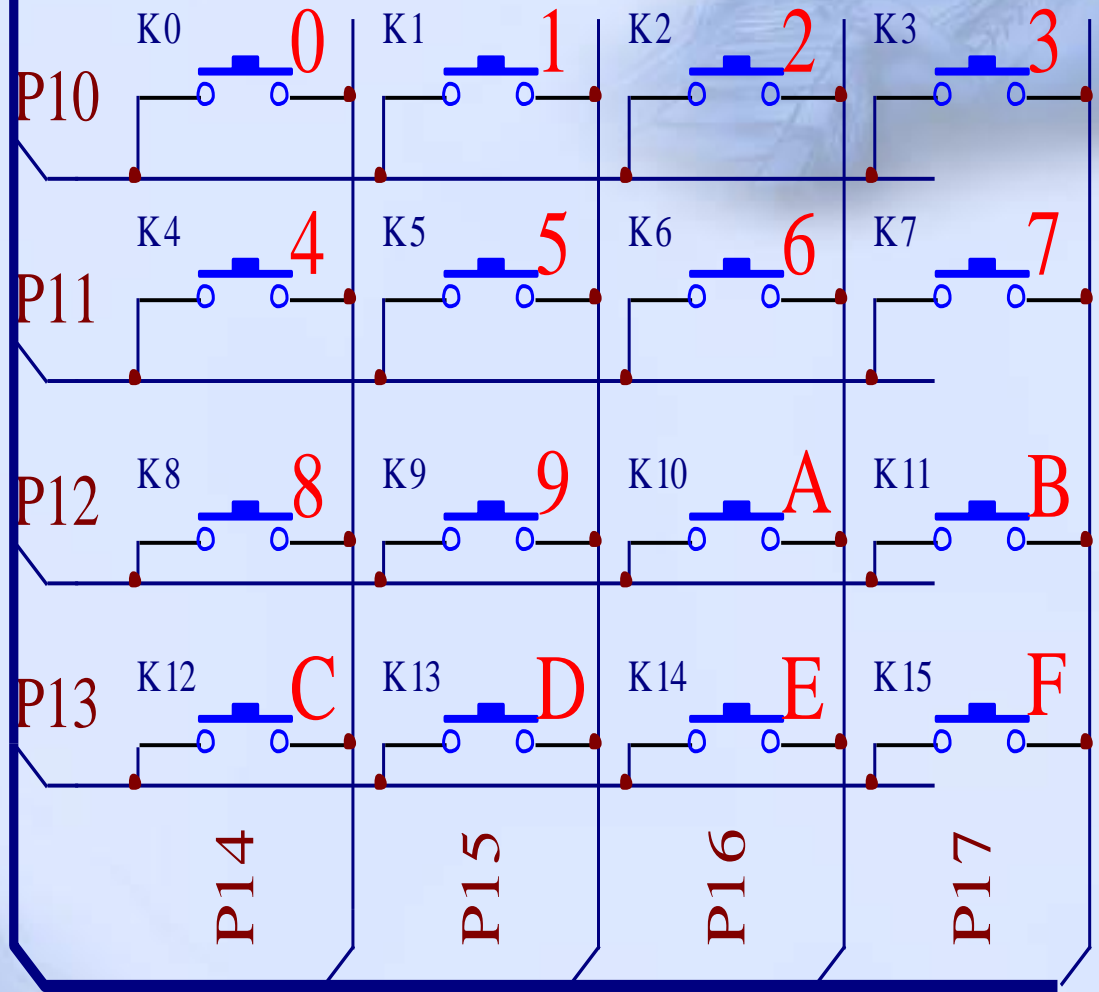 K0 0 K1 1 K2 2 K3 3
P10
K4 4 K5 5 K6 6 K7 7
P11
K8 8 K9 9 K10 A K11 B
P12
K12 C K13 D K14 E K15 F
P13
P14 P15 P16 P17